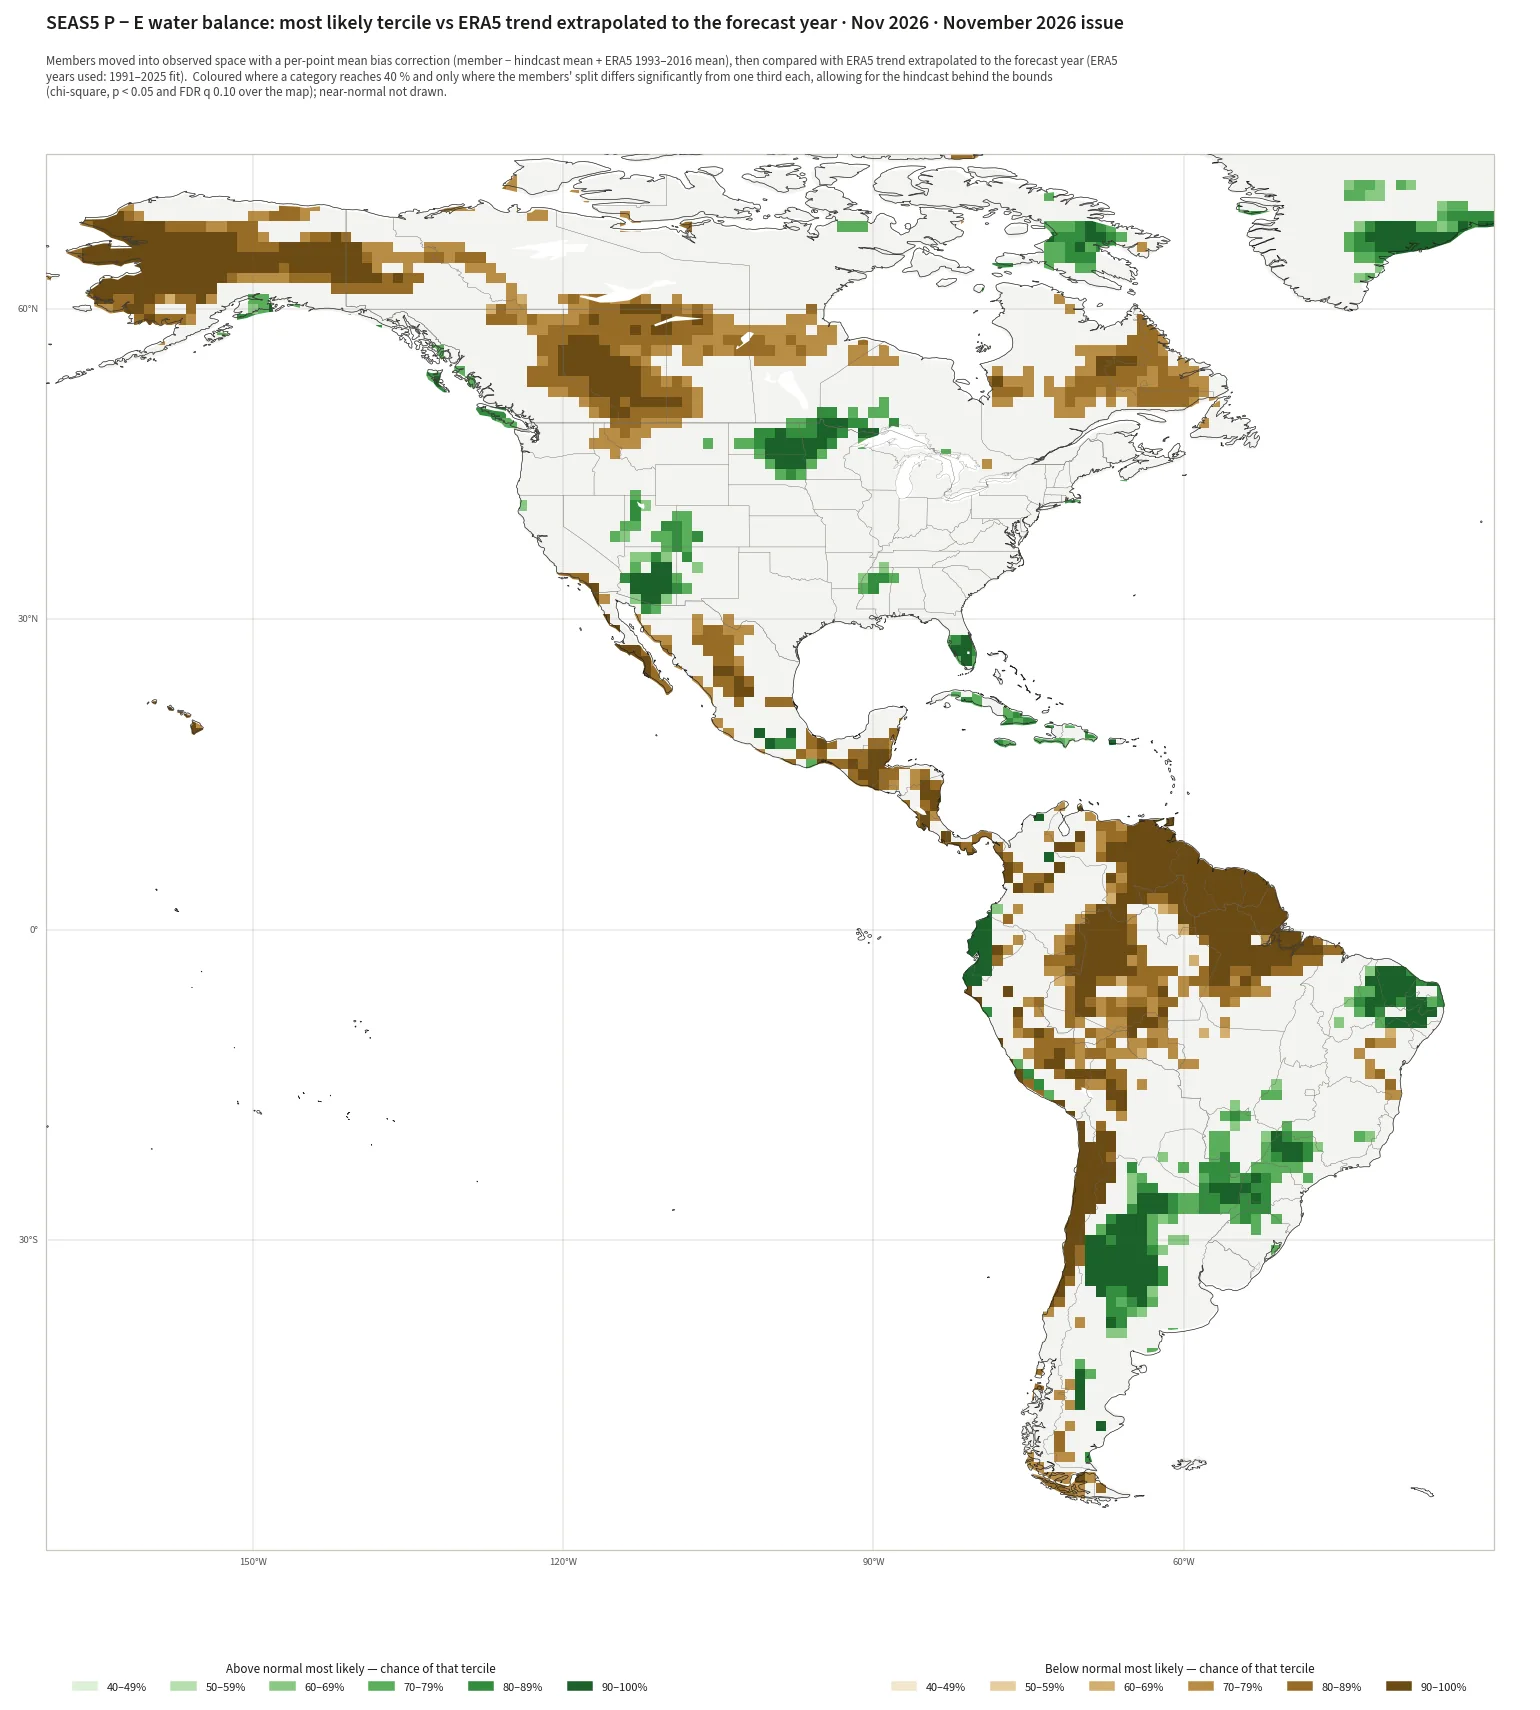 SEAS5 P − E water balance: most likely tercile vs ERA5 trend extrapolated to the forecast year · Nov 2026 · November 2026 issue
Members moved into observed space with a per-point mean bias correction (member − hindcast mean + ERA5 1993–2016 mean), then compared with ERA5 trend extrapolated to the forecast year (ERA5
years used: 1991–2025 fit).  Coloured where a category reaches 40 % and only where the members' split differs significantly from one third each, allowing for the hindcast behind the bounds
(chi-square, p < 0.05 and FDR q 0.10 over the map); near-normal not drawn.
60°N
30°N
0°
30°S
150°W 120°W 90°W 60°W
Above normal most likely — chance of that tercile
40–49% 50–59% 60–69% 70–79% 80–89% 90–100%
Below normal most likely — chance of that tercile
40–49% 50–59% 60–69% 70–79% 80–89% 90–100%